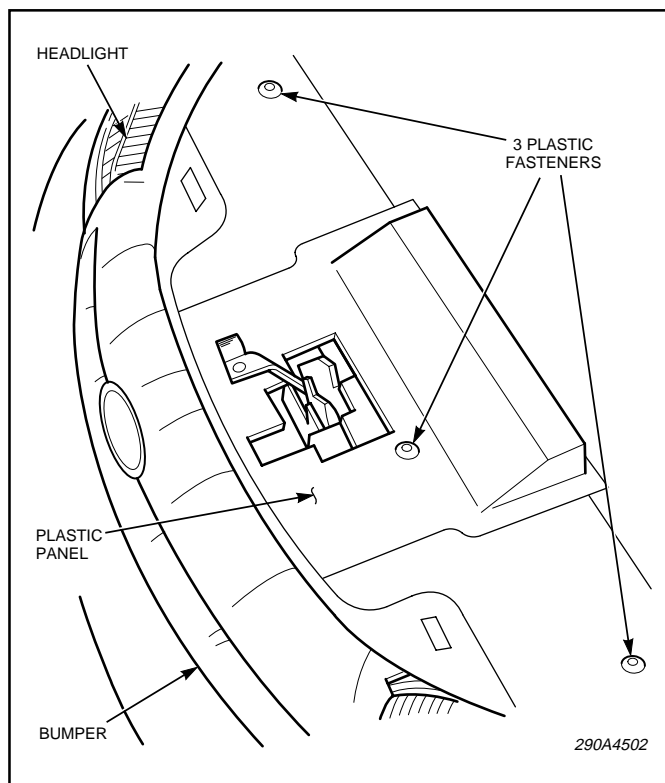 HEADLIGHT
3 PLASTIC
FASTENERS
PLASTIC
PANEL
BUMPER
290A4502